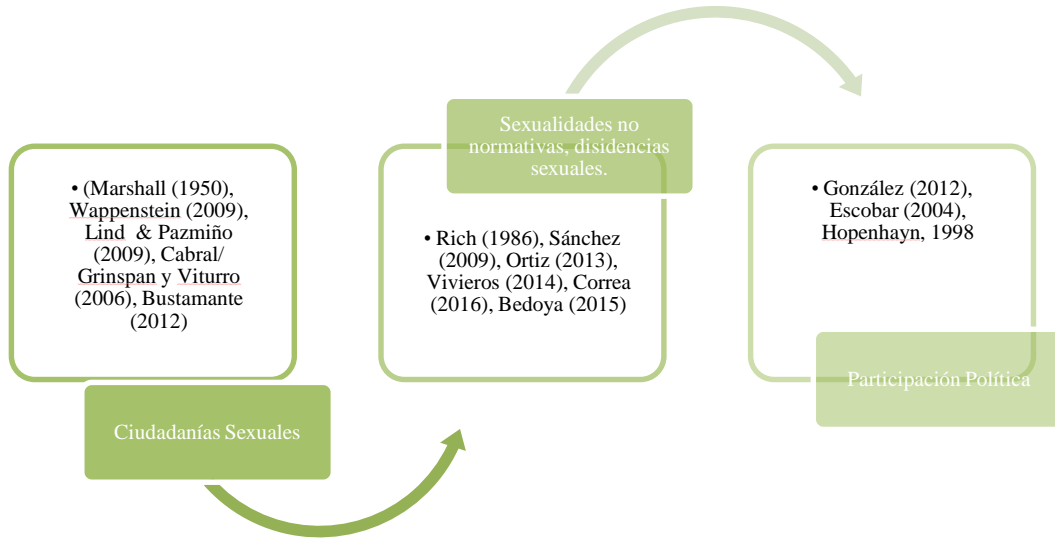 • (Marshall (1950),
Wappenstein (2009),
Lind & Pazmiño
(2009), Cabral/
Grinspan y Viturro
(2006), Bustamante
(2012)
Ciudadanías Sexuales
Sexualidades no
normativas, disidencias
sexuales.
• Rich (1986), Sánchez
(2009), Ortiz (2013),
Vivieros (2014), Correa
(2016), Bedoya (2015)
• González (2012),
Escobar (2004),
Hopenhayn, 1998
Participación Política